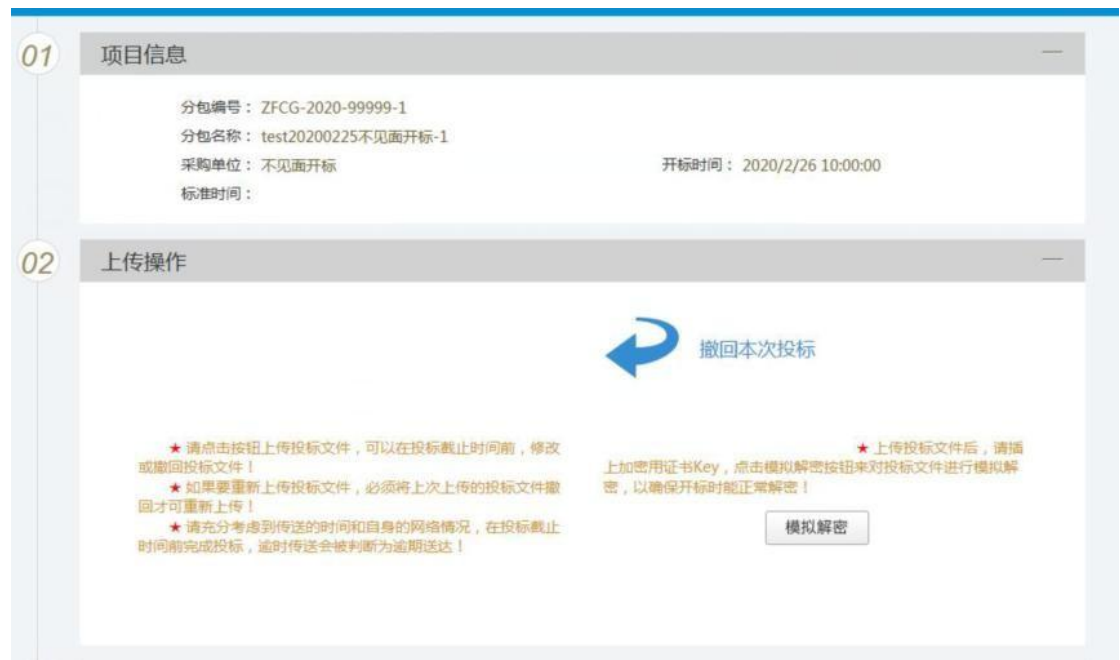 01
项目信息
分包编号： ZFCG-2020-99999-1
分包名称： test20200225不见面开标-1
采购单位： 不见面开标
开标时间： 2020/2/26 10:00:00
标准时间：
02
上传操作
撤回本次投标
★ 请点击按钮上传投标文件，可以在投标截止时间前，修改
或撤回投标文件！
★ 如果要重新上传投标文件，必须将上次上传的投标文件撤
回才可重新上传！
★ 请充分考虑到传送的时间和自身的网络情况，在投标截止
时间前完成投标，逾时传送会被判断为逾期送达！
★ 上传投标文件后，请插
上加密用证书Key，点击模拟解密按钮来对投标文件进行模拟解
密，以确保开标时能正常解密！
模拟解密